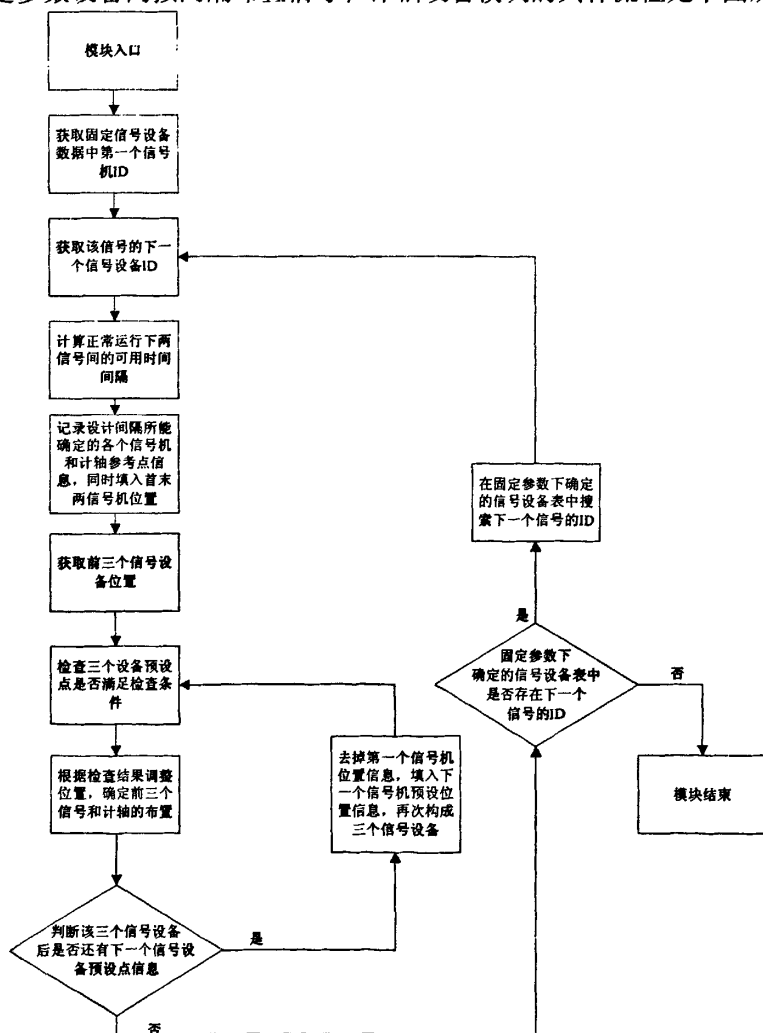 模块入口
获取固定信号设备
数据中第一个信号
机ID
获取该信号的下一
个信号设备ID
计算正常运行下两
信号间的可用时间
间隔
记录设计间隔所能
确定的各个信号机
和计轴参考点信
息，同时填入首末
两信号机位置
获取前三个信号设
备位置
检查三个设备预设
点是否满足检查条
件
根据检查结果调整
位置，确定前三个
信号和计轴的布置
判断该三个信号设备
后是否还有下一个信号设
备预设点信息
是
否
去掉第一个信号机
位置信息，填入下
一个信号机预设位
置信息，再次构成
三个信号设备
在固定参数下确定
的信号设备表中搜
索下一个信号的ID
是
固定参数下
确定的信号设备表中
是否存在下一个
信号的ID
否
模块结束